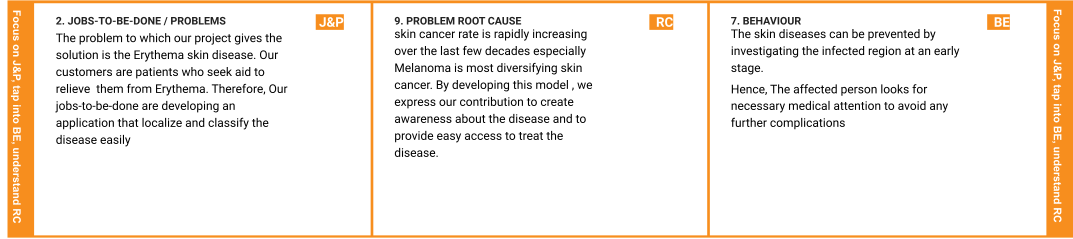 Focus on J&P, tap into BE, understand RC
2. JOBS-TO-BE-DONE / PROBLEMS
J&P
The problem to which our project gives the
solution is the Erythema skin disease. Our
customers are patients who seek aid to
relieve  them from Erythema. Therefore, Our
jobs-to-be-done are developing an
application that localize and classify the
disease easily
9. PROBLEM ROOT CAUSE
RC
skin cancer rate is rapidly increasing
over the last few decades especially
Melanoma is most diversifying skin
cancer. By developing this model , we
express our contribution to create
awareness about the disease and to
provide easy access to treat the
disease.
7. BEHAVIOUR
BE
The skin diseases can be prevented by
investigating the infected region at an early
stage.
Hence, The affected person looks for
necessary medical attention to avoid any
further complications
Focus on J&P, tap into BE, understand RC